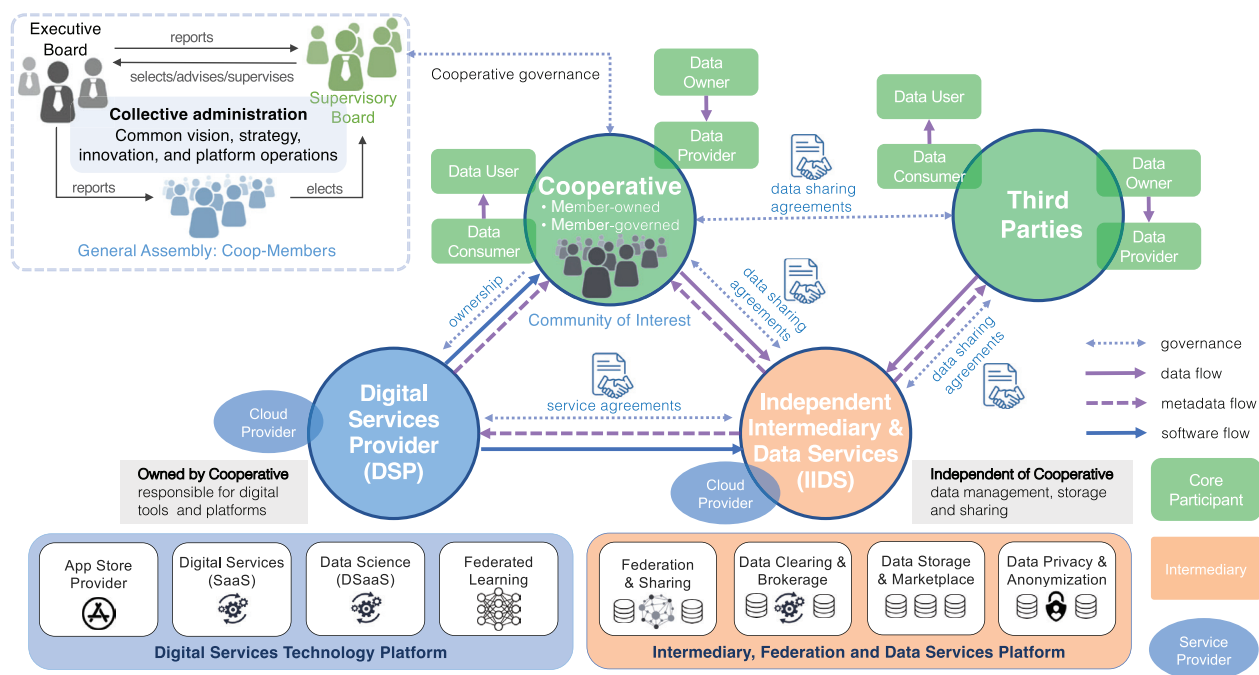 Executive
Board
reports
selects/advises/supervises
Supervisory
Board
Collective administration
Common vision, strategy,
innovation, and platform operations
reports
elects
General Assembly: Coop-Members
Cooperative governance
Data
Owner
Data
Provider
Data User
Data
Consumer
Cooperative
• Member-owned
• Member-governed
Community of Interest
data sharing
agreements
Data User
Data
Consumer
Third
Parties
Data
Owner
Data
Provider
ownership
data sharing
agreements
data sharing
agreements
governance
data flow
metadata flow
software flow
Cloud
Provider
Digital
Services
Provider
(DSP)
service agreements
Independent
Intermediary &
Data Services
(IIDS)
Cloud
Provider
Owned by Cooperative
responsible for digital
tools and platforms
Independent of Cooperative
data management, storage
and sharing
Core
Participant
Intermediary
Service
Provider
App Store
Provider
Digital Services
(SaaS)
Data Science
(DSaaS)
Federated
Learning
Digital Services Technology Platform
Federation
& Sharing
Data Clearing &
Brokerage
Data Storage
& Marketplace
Data Privacy &
Anonymization
Intermediary, Federation and Data Services Platform